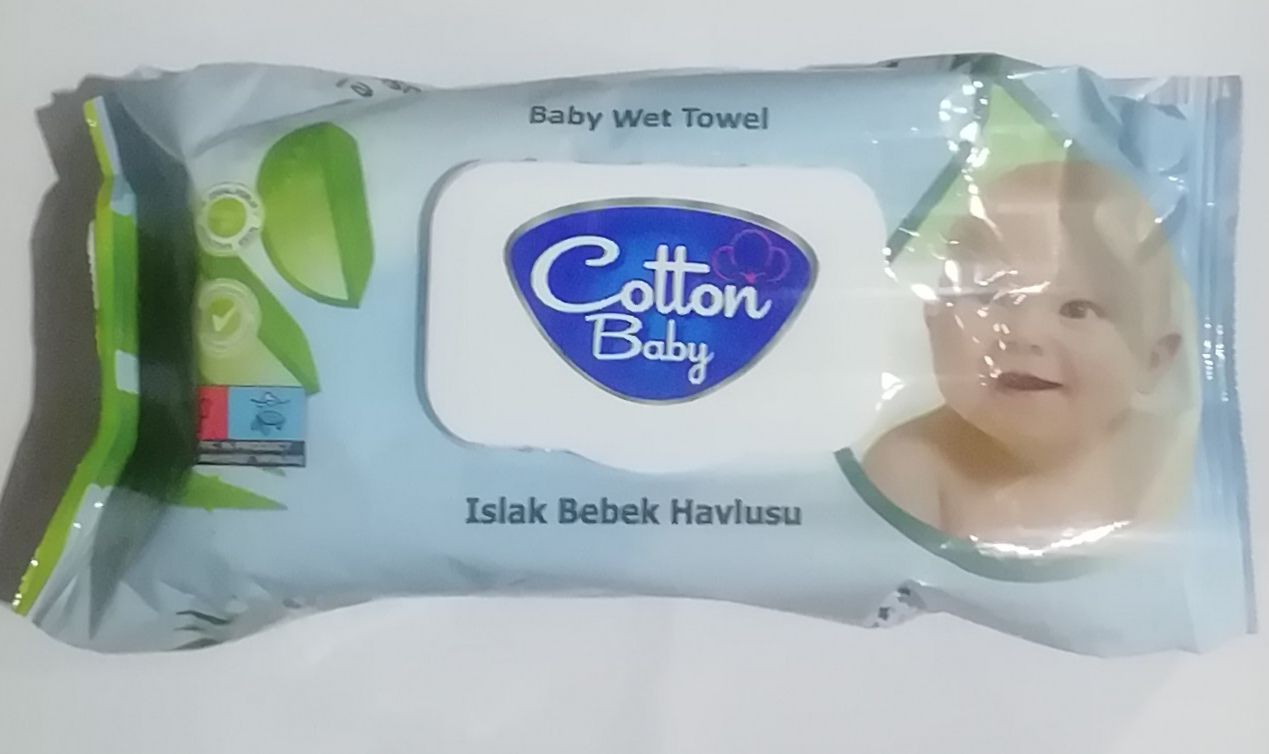 Baby Wet Towel
Cotton
Baby
Islak Bebek Havlusu